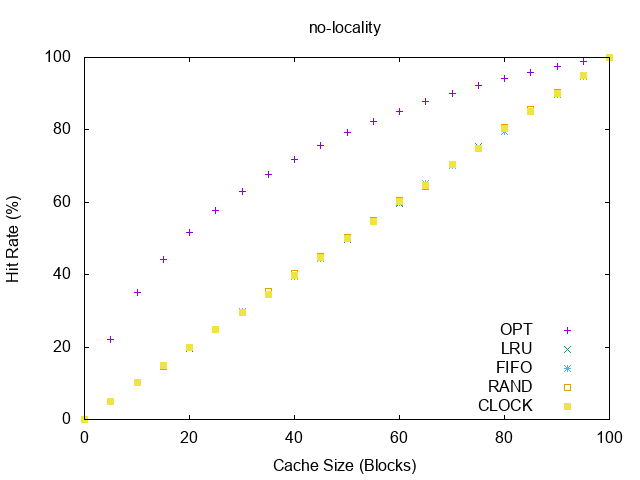 no-locality
Hit Rate (%)
100
80
60
40
20
0
0 20 40 60 80 100
Cache Size (Blocks)
OPT
LRU
FIFO
RAND
CLOCK